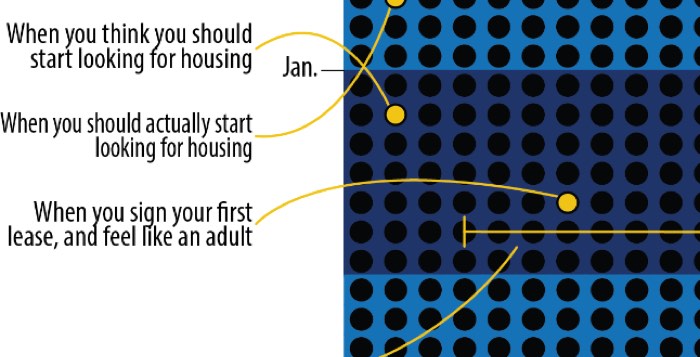 When you think you should
start looking for housing
Jan.
When you should actually start
looking for housing
When you sign your first
lease, and feel like an adult